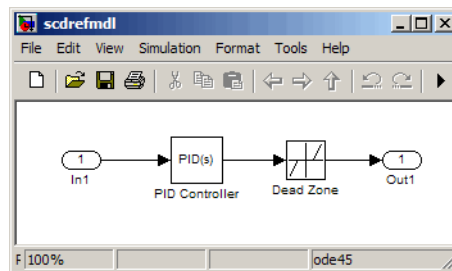 scdrefmdl
File Edit View Simulation Format Tools Help
1 PID(s) 1
In1 PID Controller Dead Zone Out1
F 100% ode45